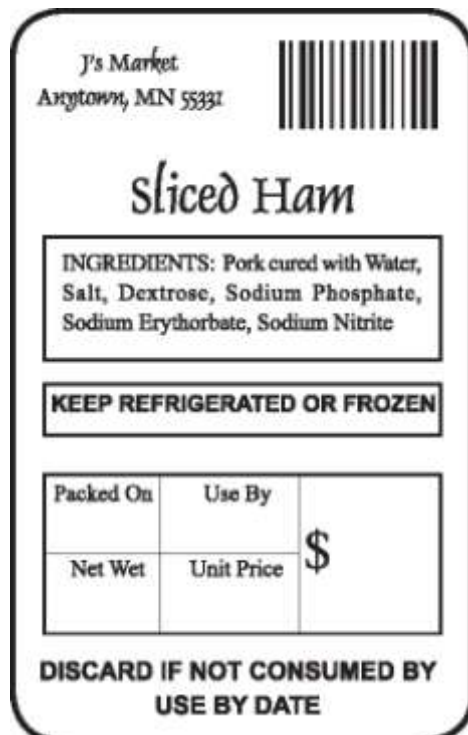 J's Market
Anytown, MN 55331
Sliced Ham
INGREDIENTS: Pork cured with Water,
Salt, Dextrose, Sodium Phosphate,
Sodium Erythorbate, Sodium Nitrite
KEEP REFRIGERATED OR FROZEN
Packed On
Use By
$
Net Wet
Unit Price
DISCARD IF NOT CONSUMED BY
USE BY DATE